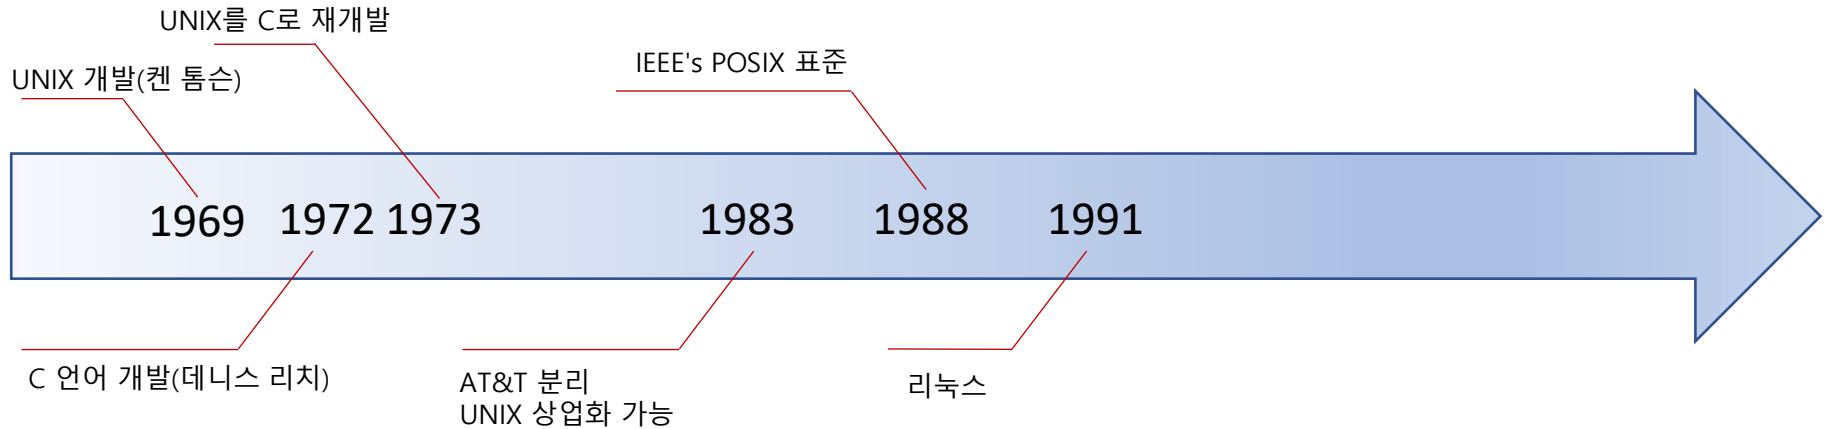 UNIX를 C로 재개발
UNIX 개발(켄 톰슨)
IEEE's POSIX 표준
1969 1972 1973 1983 1988 1991
C 언어 개발(데니스 리치)
AT&T 분리
UNIX 상업화 가능
리눅스